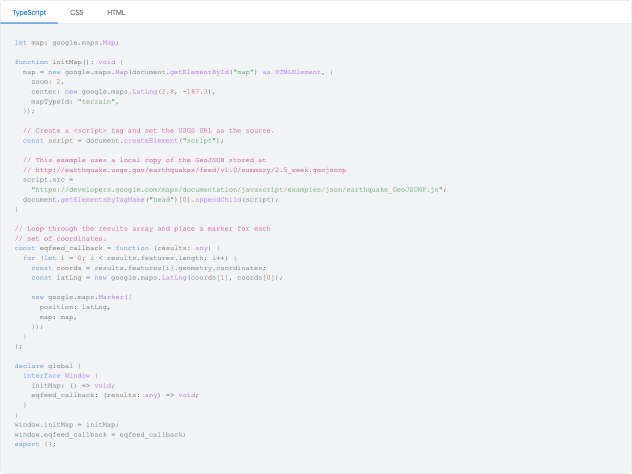 TypeScript CSS HTML
let map: google.maps.Map;
function initMap(): void {
  map = new google.maps.Map(document.getElementById("map") as HTMLElement, {
    zoom: 2,
    center: new google.maps.LatLng(2.8, -187.3),
    mapTypeId: "terrain",
  });
  // Create a <script> tag and set the USGS URL as the source.
  const script = document.createElement("script");
  // This example uses a local copy of the GeoJSON stored at
  // http://earthquake.usgs.gov/earthquakes/feed/v1.0/summary/2.5_week.geojsonp
  script.src =
    "https://developers.google.com/maps/documentation/javascript/examples/json/earthquake_GeoJSONP.js";
  document.getElementsByTagName("head")[0].appendChild(script);
}
// Loop through the results array and place a marker for each
// set of coordinates.
const eqfeed_callback = function (results: any) {
  for (let i = 0; i < results.features.length; i++) {
    const coords = results.features[i].geometry.coordinates;
    const latLng = new google.maps.LatLng(coords[1], coords[0]);
    new google.maps.Marker({
      position: latLng,
      map: map,
    });
  }
};
declare global {
  interface Window {
    initMap: () => void;
    eqfeed_callback: (results: any) => void;
  }
}
window.initMap = initMap;
window.eqfeed_callback = eqfeed_callback;
export {};